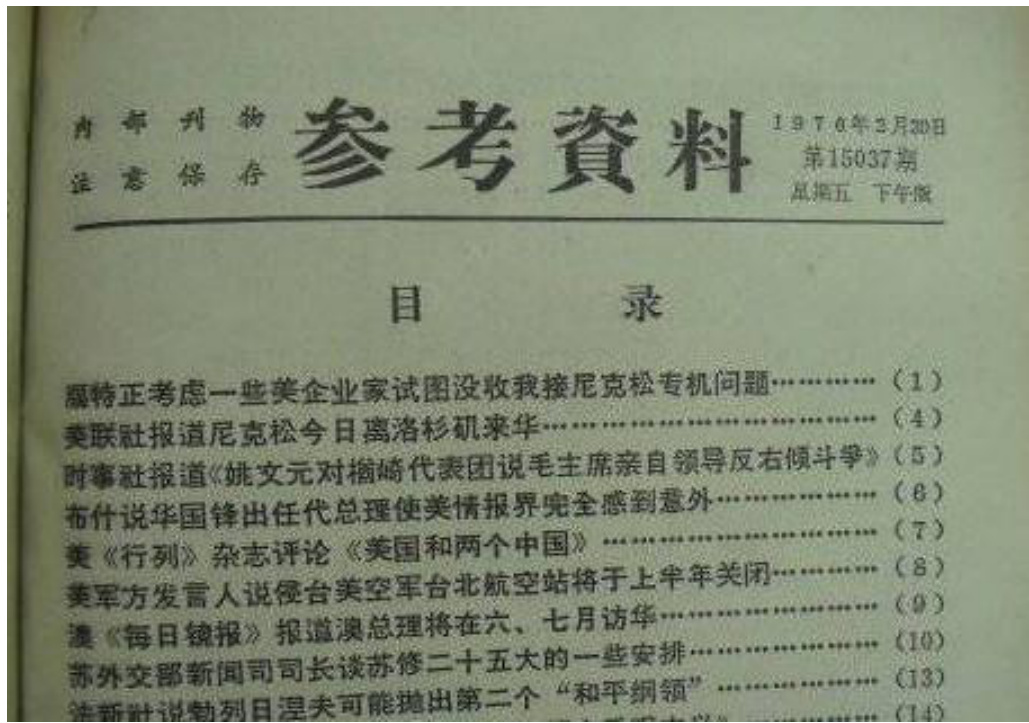 内部刊物
注意保存
参考資料
1976年2月20日
第15037期
星期五 下午版
目 录
福特正考虑一些美企业家试图没收我接尼克松专机问题………… (1)
美联社报道尼克松今日离洛杉矶来华………………………… (4)
时事社报道《姚文元对楢崎代表团说毛主席亲自领导反右倾斗争》 (5)
布什说华国锋出任代总理使美情报界完全感到意外…………… (6)
美《行列》杂志评论《美国和两个中国》…………………… (7)
美军方发言人说侵台美空军台北航空站将于上半年关闭……… (8)
澳《每日镜报》报道澳总理将在六、七月访华………………… (9)
苏外交部新闻司司长谈苏修二十五大的一些安排……………… (10)
法新社说勃列日涅夫可能抛出第二个“和平纲领”…………… (13)
(14)